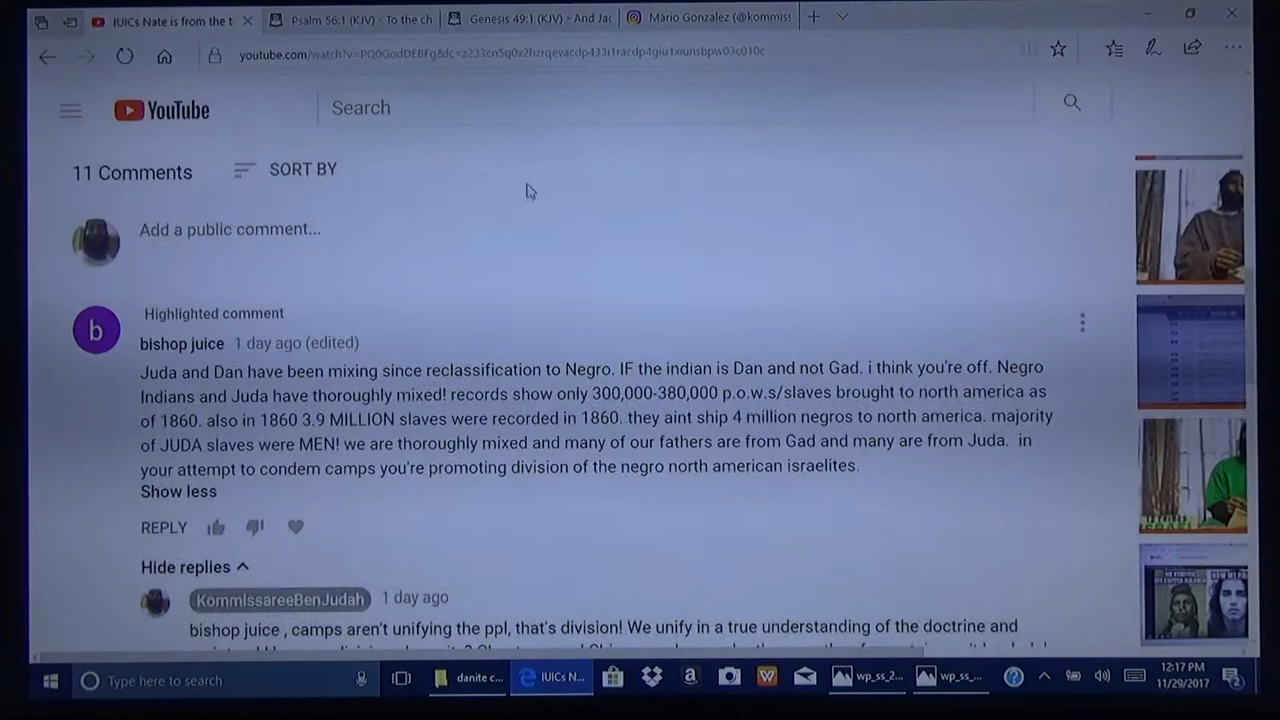 IUICs Nate is from the t
Psalm 56:1 (KJV) - To the ch
Genesis 49:1 (KJV) - And Jac
Mario Gonzalez (@kommiss
youtube.com/watch?v=
YouTube
Search
11 Comments
SORT BY
Add a public comment...
Highlighted comment
b
bishop juice 1 day ago (edited)
Juda and Dan have been mixing since reclassification to Negro. IF the indian is Dan and not Gad. i think you're off. Negro
Indians and Juda have thoroughly mixed! records show only 300,000-380,000 p.o.w.s/slaves brought to north america as
of 1860. also in 1860 3.9 MILLION slaves were recorded in 1860. they aint ship 4 million negros to north america. majority
of JUDA slaves were MEN! we are thoroughly mixed and many of our fathers are from Gad and many are from Juda. in
your attempt to condem camps you're promoting division of the negro north american israelites.
Show less
REPLY
Hide replies
KommIssareeBenJudah 1 day ago
bishop juice , camps aren't unifying the ppl, that's division! We unify in a true understanding of the doctrine and
Type here to search
danite c...
IUICs N...
wp_ss_2...
wp_ss_...
12:17 PM
11/29/2017